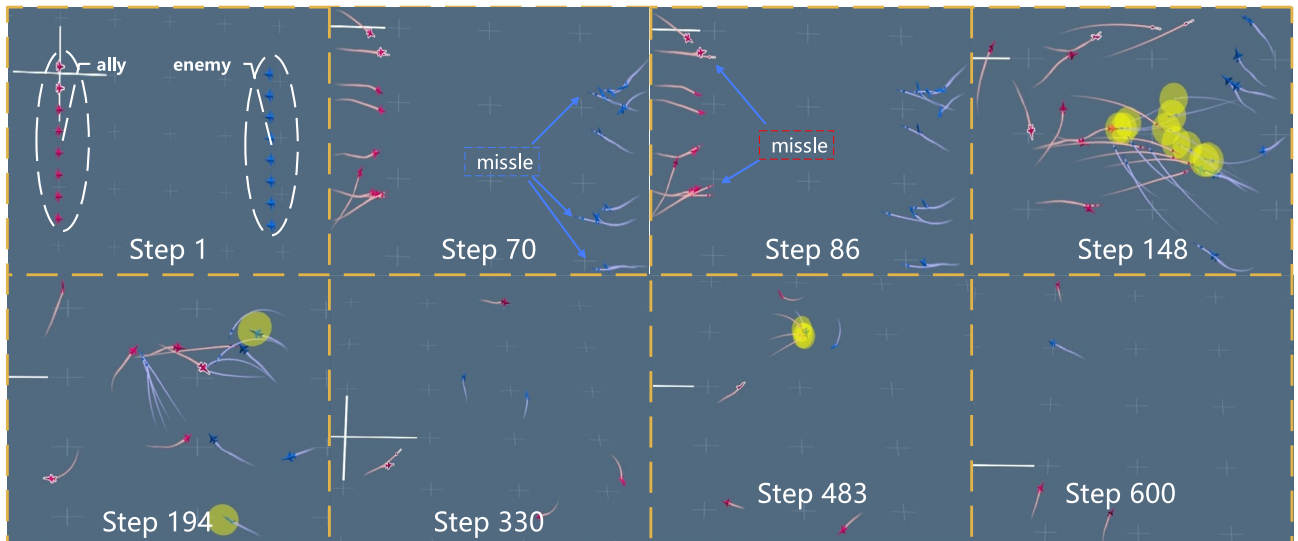 ally
enemy
Step 1
missle
Step 70
missle
Step 86
Step 148
Step 194
Step 330
Step 483
Step 600